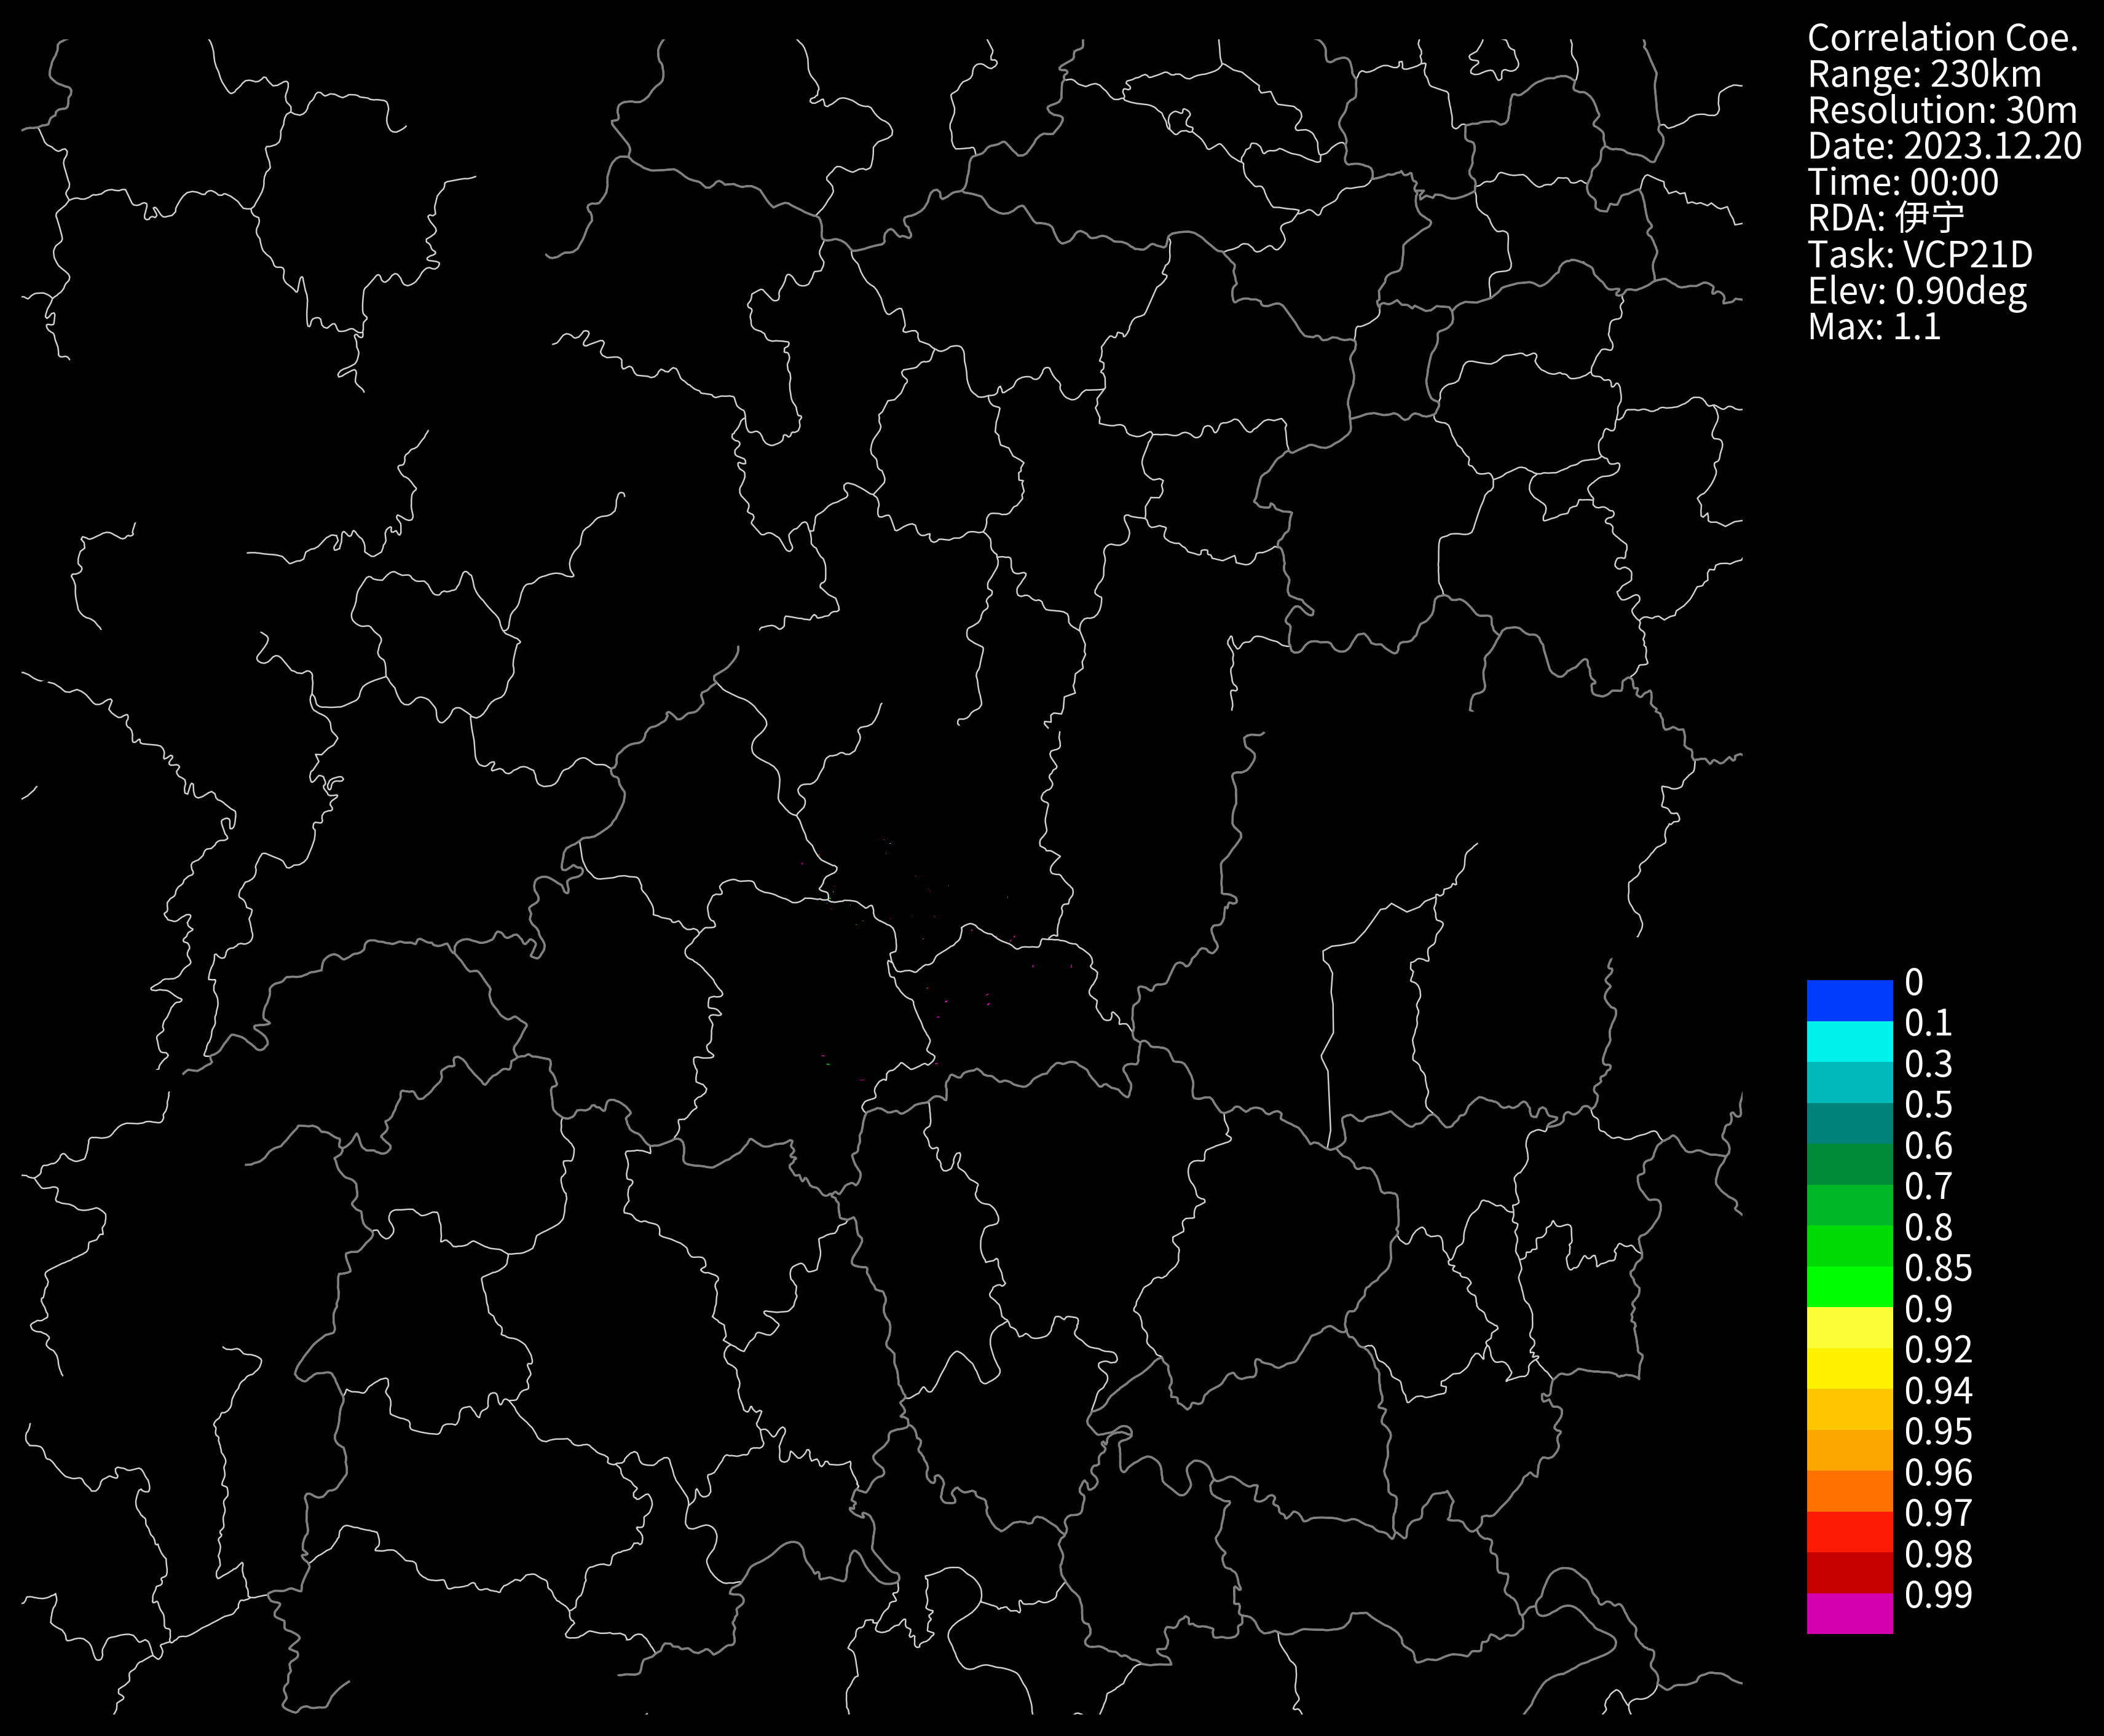 Correlation Coe.
Range: 230km
Resolution: 30m
Date: 2023.12.20
Time: 00:00
RDA: 伊宁
Task: VCP21D
Elev: 0.90deg
Max: 1.1
0
0.1
0.3
0.5
0.6
0.7
0.8
0.85
0.9
0.92
0.94
0.95
0.96
0.97
0.98
0.99